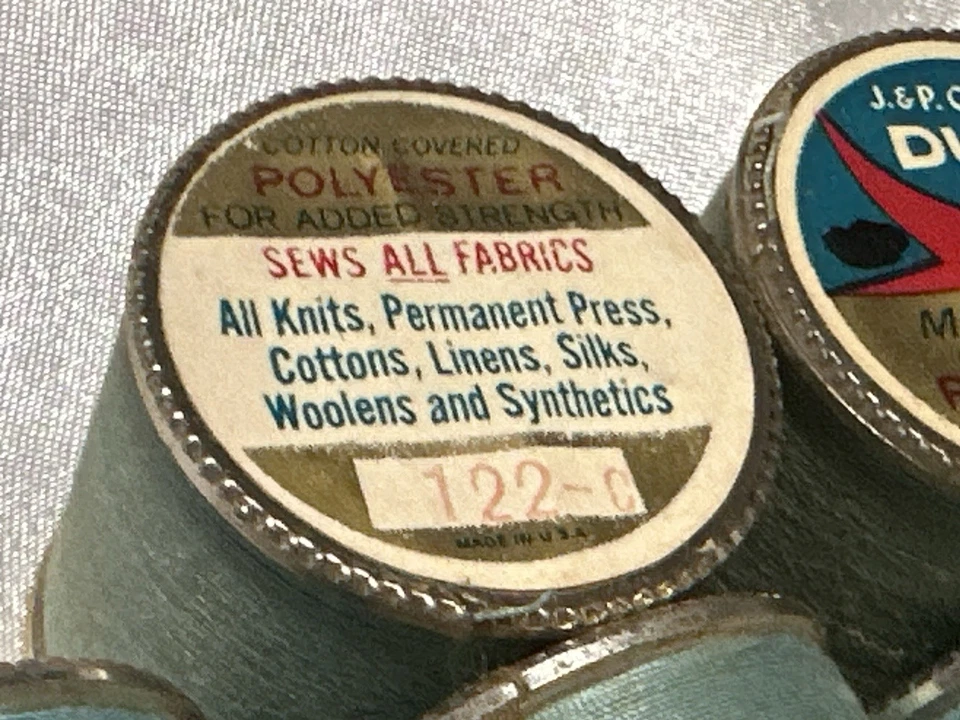 COTTON COVERED
POLYESTER
FOR ADDED STRENGTH
SEWS ALL FABRICS
All Knits, Permanent Press,
Cottons, Linens, Silks,
Woolens and Synthetics
122-C
MADE IN U.S.A.
J.&P.